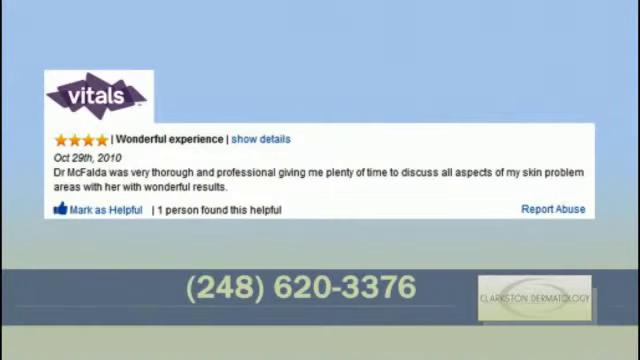 vitals
Wonderful experience | show details
Oct 29th, 2010
Dr McFalda was very thorough and professional giving me plenty of time to discuss all aspects of my skin problem
areas with her with wonderful results.
Mark as Helpful | 1 person found this helpful
Report Abuse
(248) 620-3376
CLARKSTON DERMATOLOGY